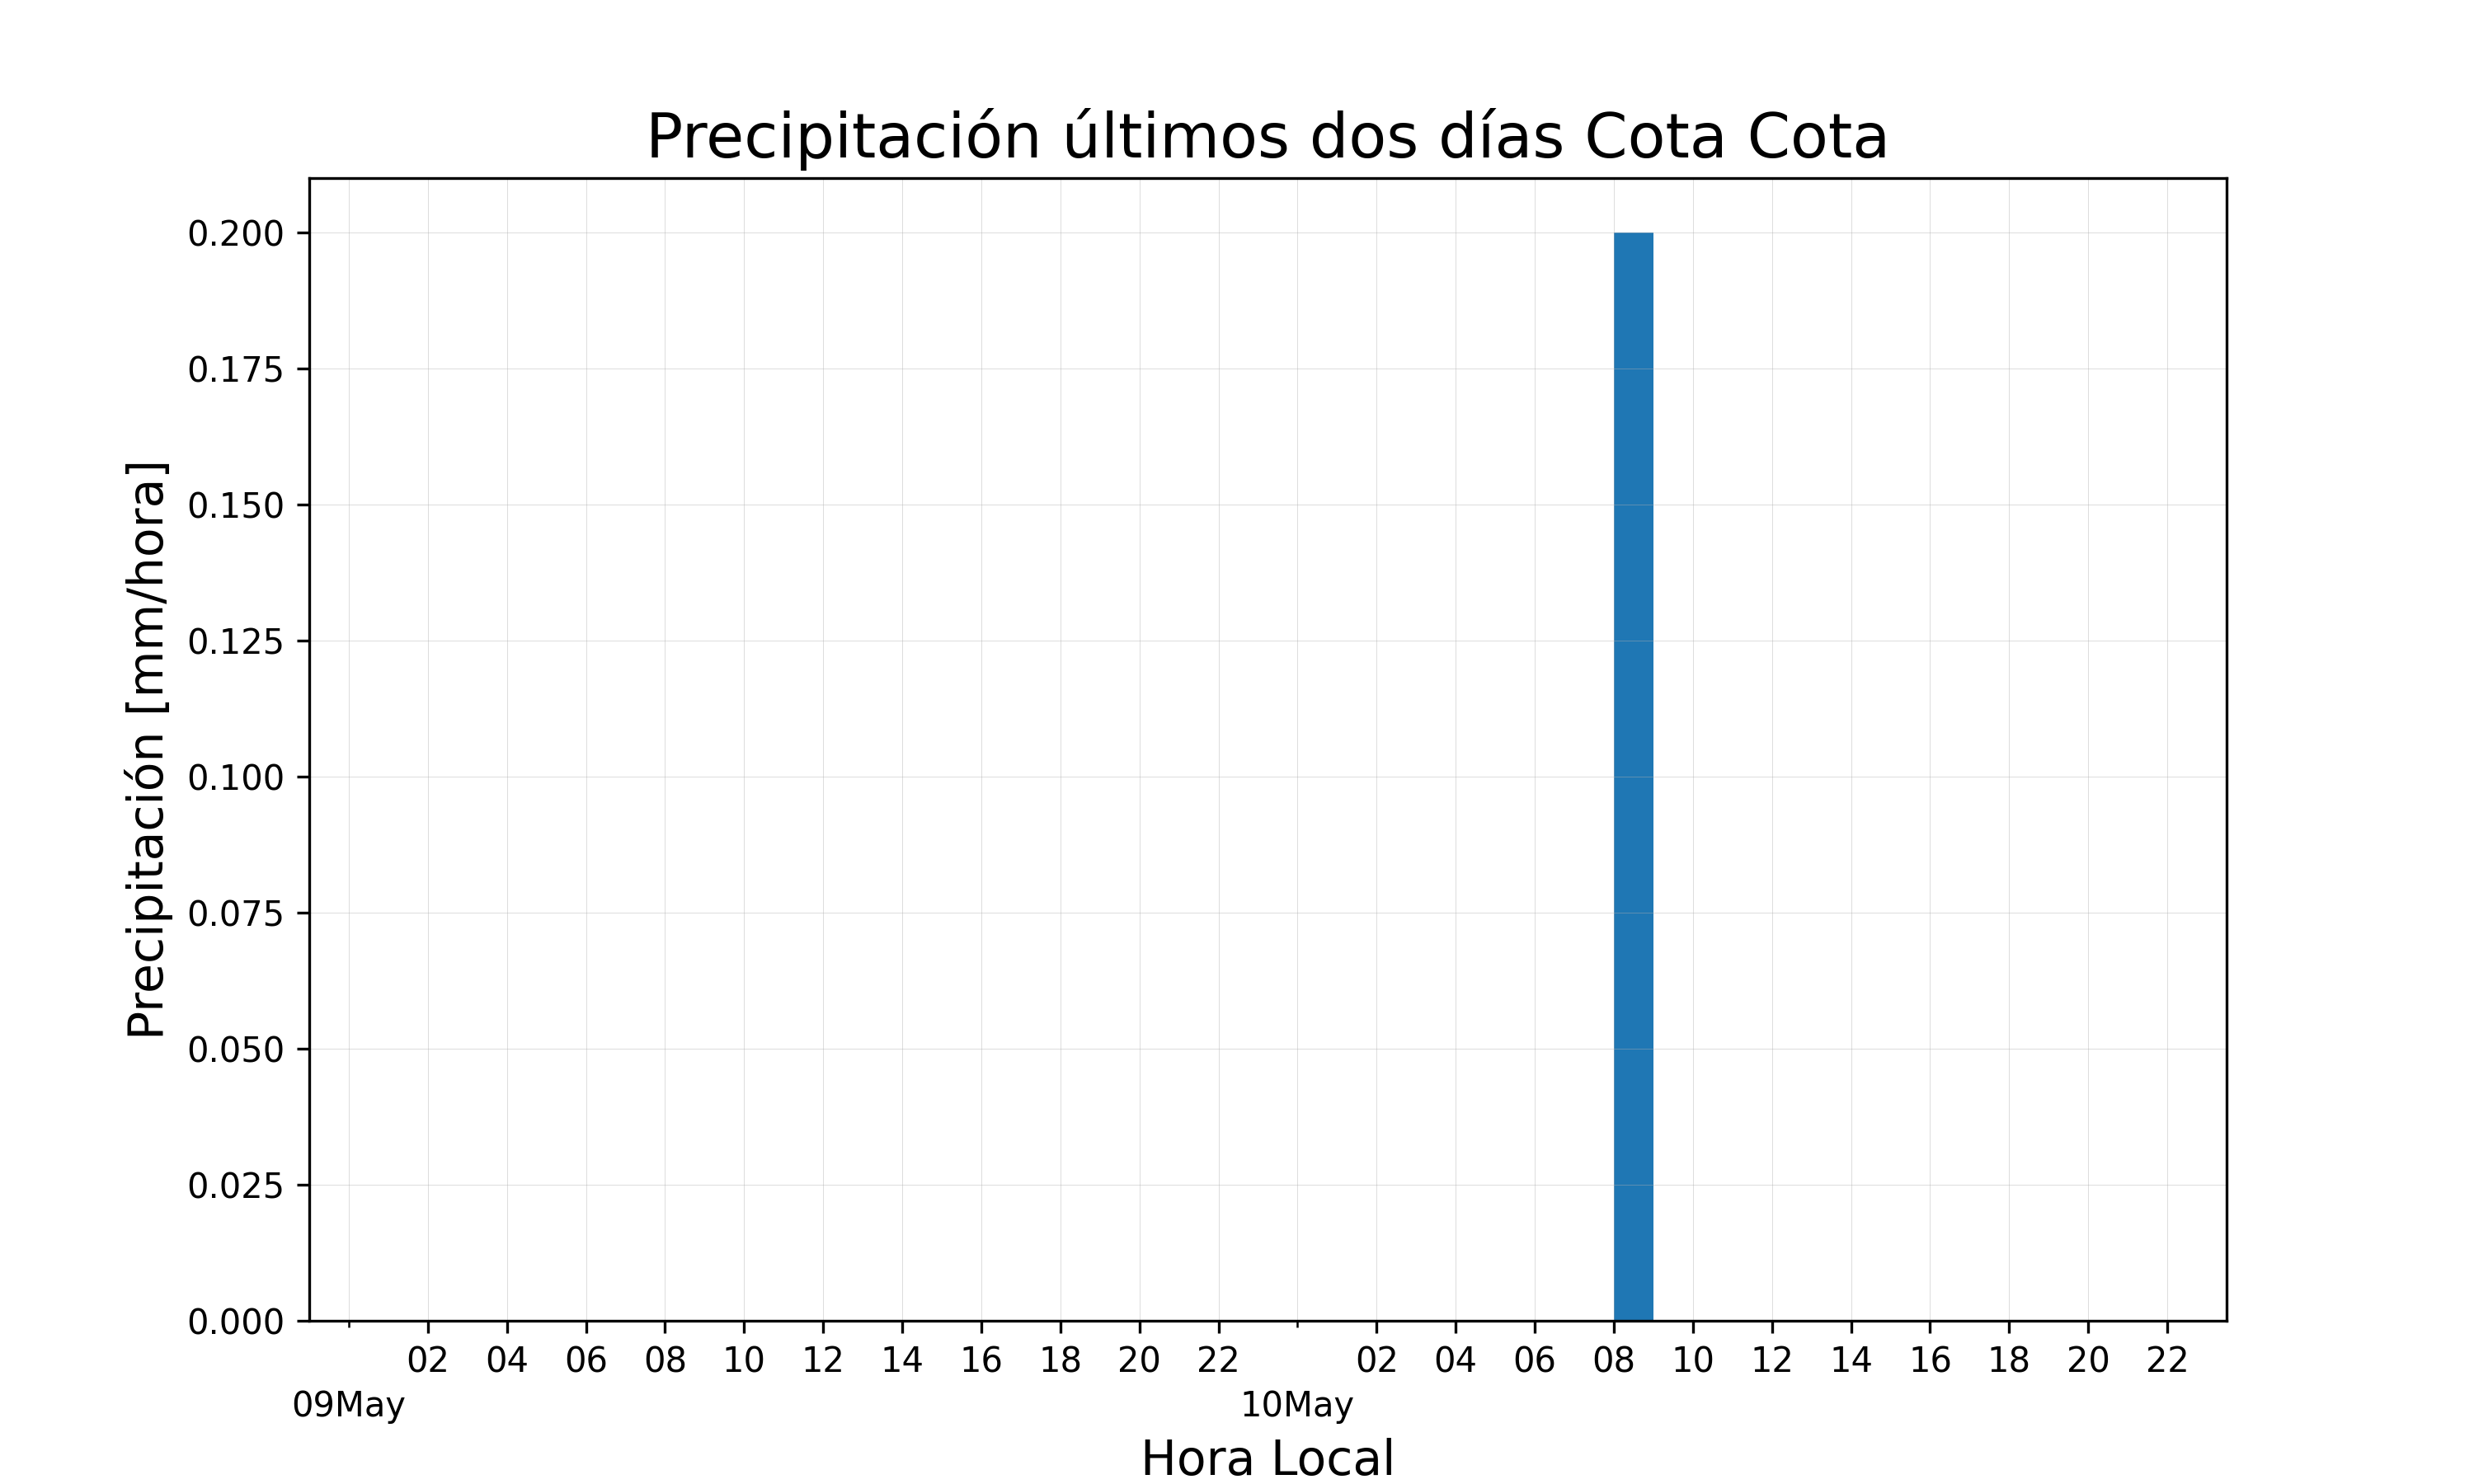 Precipitación últimos dos días Cota Cota
Precipitación [mm/hora]
0.200
0.175
0.150
0.125
0.100
0.075
0.050
0.025
0.000
02 04 06 08 10 12 14 16 18 20 22 02 04 06 08 10 12 14 16 18 20 22
09May 10May
Hora Local